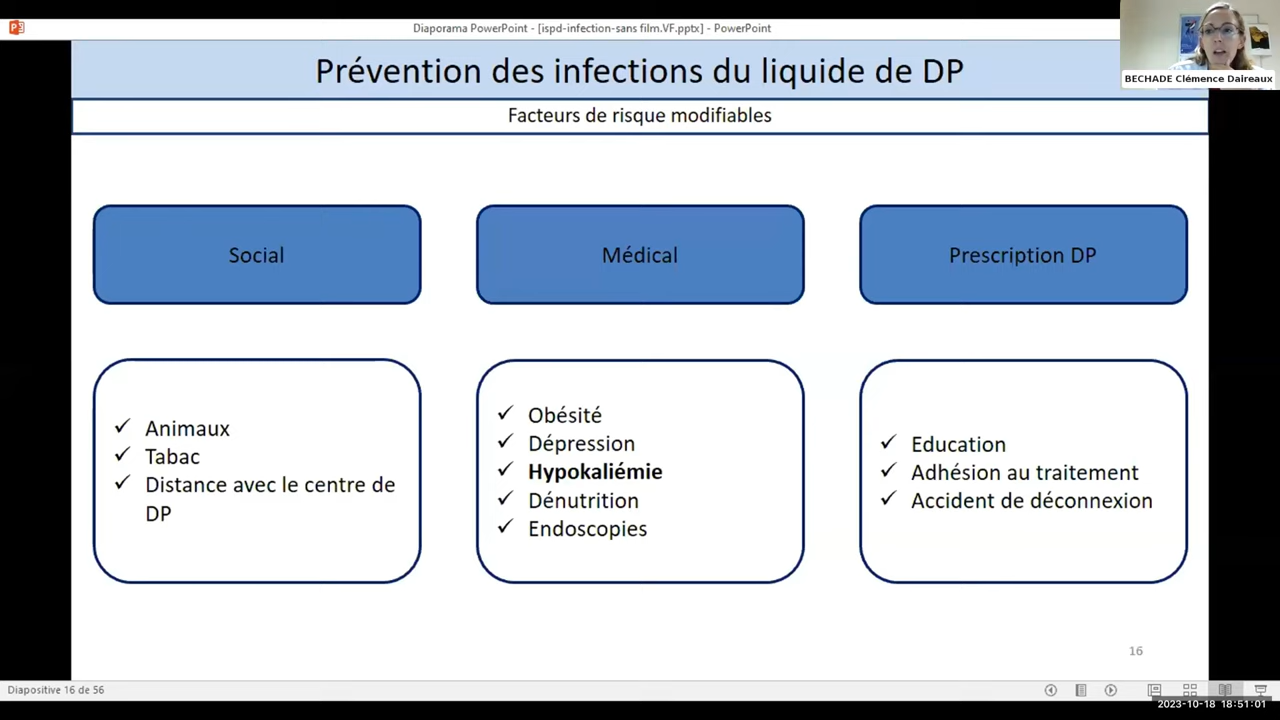 Diaporama PowerPoint - [ispd-infection-sans film.VF.pptx] - PowerPoint
BECHADE Clémence Daireaux
Prévention des infections du liquide de DP
Facteurs de risque modifiables
Social
Médical
Prescription DP
Animaux
Tabac
Distance avec le centre de
DP
Obésité
Dépression
Hypokaliémie
Dénutrition
Endoscopies
Education
Adhésion au traitement
Accident de déconnexion
16
Diapositive 16 de 56
2023-10-18 18:51:01